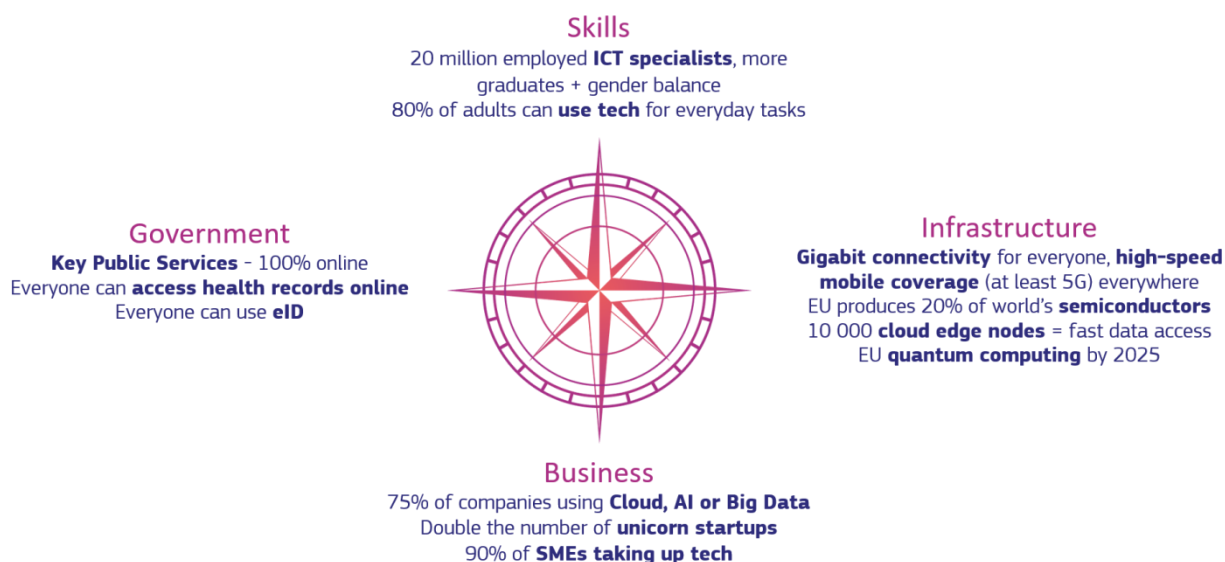 Skills
20 million employed ICT specialists, more
graduates + gender balance
80% of adults can use tech for everyday tasks
Government
Key Public Services - 100% online
Everyone can access health records online
Everyone can use eID
Infrastructure
Gigabit connectivity for everyone, high-speed
mobile coverage (at least 5G) everywhere
EU produces 20% of world's semiconductors
10 000 cloud edge nodes = fast data access
EU quantum computing by 2025
Business
75% of companies using Cloud, AI or Big Data
Double the number of unicorn startups
90% of SMEs taking up tech